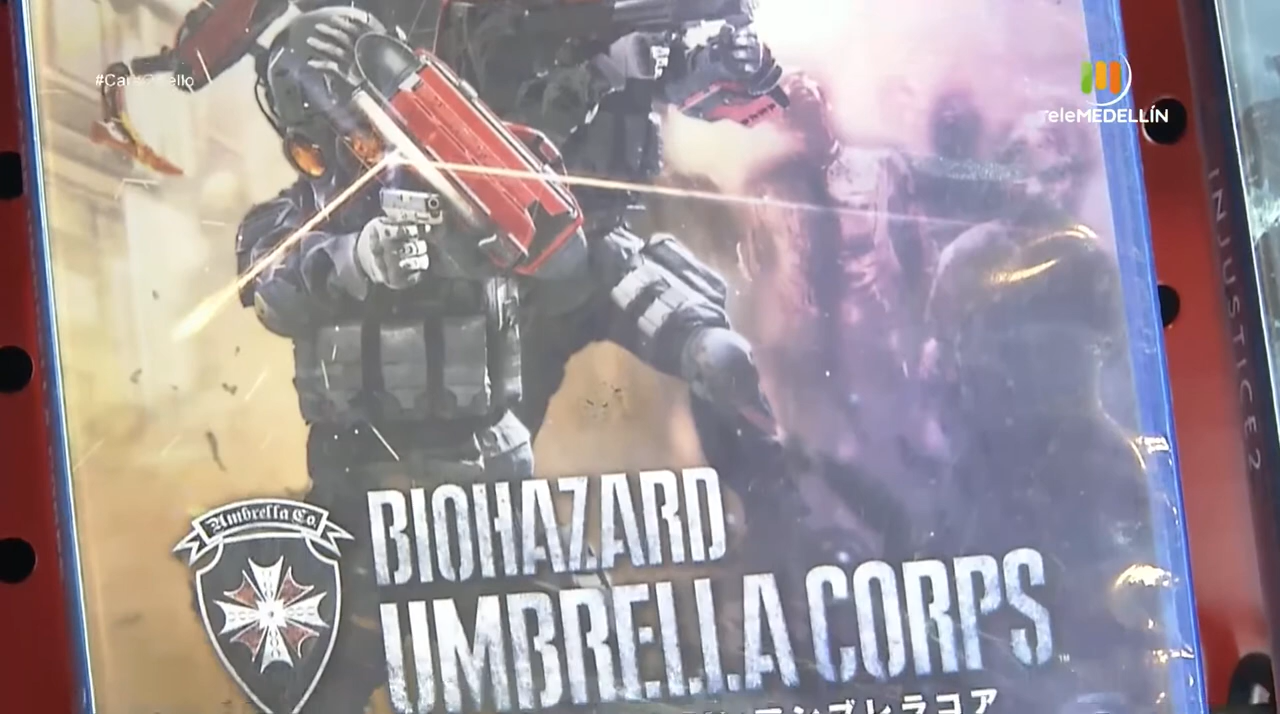 teleMEDELLÍN
Umbrella Co.
BIOHAZARD
UMBRELLA CORPS
INJUSTICE 2